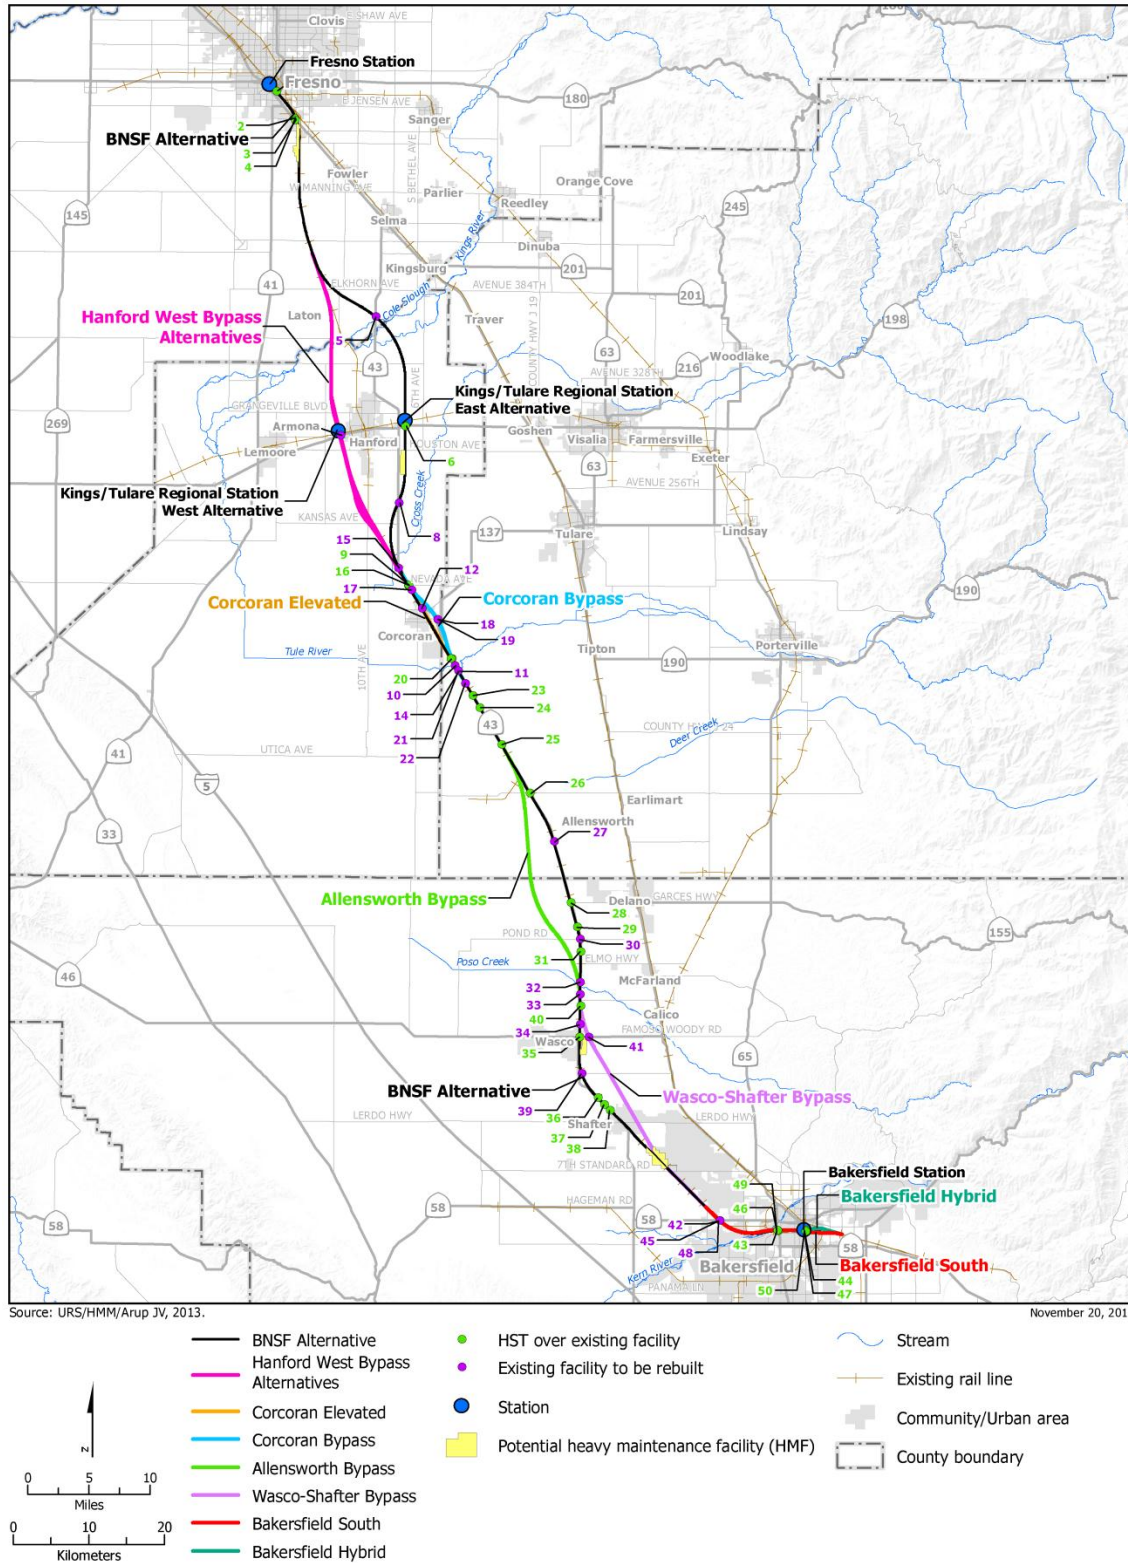 Clovis
E SHAW AVE
180
Fresno Station
Fresno
E JENSEN AVE
180
Sanger
BNSF Alternative
2
3
4
Fowler
W MANNING AVE
S BETHEL AVE
Parlier
Orange Cove
Reedley
145
245
Selma
Kings River
Dinuba
Kingsburg
201
41
ELKHORN AVE
AVENUE 384TH
201
Cole Slough
Laton
Traver
COUNTY HWY J 19
198
Hanford West Bypass
Alternatives
5
63
Woodlake
43
216
AVENUE 328TH
6TH AVE
Kings/Tulare Regional Station
East Alternative
GRANGEVILLE BLVD
269
Armona
Goshen
Visalia
Farmersville
Hanford
HOUSTON AVE
Lemoore
6
Exeter
63
AVENUE 256TH
Kings/Tulare Regional Station
West Alternative
Cross Creek
KANSAS AVE
8
137
Tulare
Lindsay
15
9
16
12
17
NEVADA AVE
190
Corcoran Elevated
Corcoran Bypass
18
Corcoran
19
Porterville
Tule River
Tipton
190
10TH AVE
20
11
10
23
14
24
21
43
COUNTY HWY J 24
Deer Creek
UTICA AVE
25
22
41
5
26
Earlimart
33
Allensworth
27
Allensworth Bypass
Delano
GARCES HWY
28
29
POND RD
30
155
31
ELMO HWY
Poso Creek
46
32
McFarland
33
40
Calico
34
FAMOSO WOODY RD
Wasco
41
35
65
BNSF Alternative
Wasco-Shafter Bypass
39
36
LERDO HWY
Shafter
LERDO HWY
37
38
7TH STANDARD RD
Bakersfield Station
49
HAGEMAN RD
46
Bakersfield Hybrid
58
58
58
42
45
43
58
48
Kern River
Bakersfield
Bakersfield South
44
PANAMA LN
50
47
Source: URS/HMM/Arup JV, 2013.
November 20, 201
BNSF Alternative
Hanford West Bypass
Alternatives
Corcoran Elevated
Corcoran Bypass
Allensworth Bypass
Wasco-Shafter Bypass
Bakersfield South
Bakersfield Hybrid
HST over existing facility
Existing facility to be rebuilt
Station
Potential heavy maintenance facility (HMF)
Stream
Existing rail line
Community/Urban area
County boundary
N
0 5 10
Miles
0 10 20
Kilometers